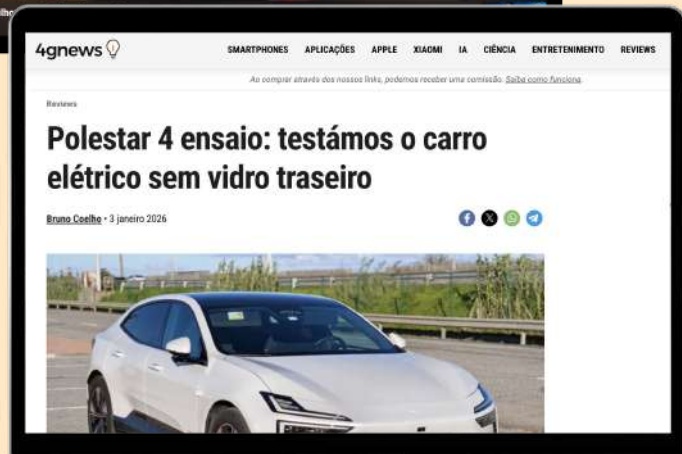 4gnews
SMARTPHONES APLICAÇÕES APPLE XIAOMI IA CIÊNCIA ENTRETENIMENTO REVIEWS
Ao comprar através dos nossos links, podemos receber uma comissão. Saiba como funciona.
Reviews
Polestar 4 ensaio: testámos o carro
elétrico sem vidro traseiro
Bruno Coelho • 3 janeiro 2026